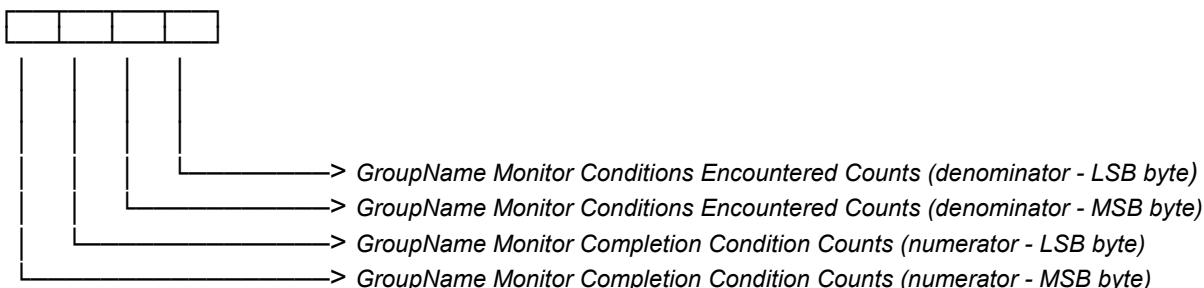 > GroupName Monitor Conditions Encountered Counts (denominator - LSB byte)
> GroupName Monitor Conditions Encountered Counts (denominator - MSB byte)
> GroupName Monitor Completion Condition Counts (numerator - LSB byte)
> GroupName Monitor Completion Condition Counts (numerator - MSB byte)